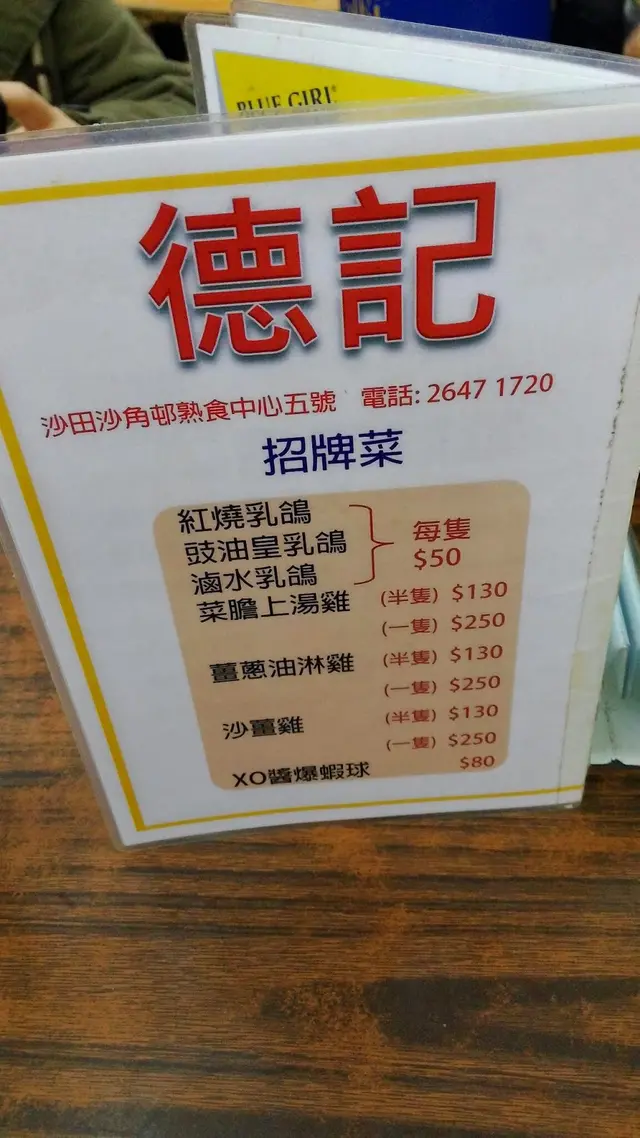 BLUE GIRL
德記
沙田沙角邨熟食中心五號 電話: 2647 1720
招牌菜
紅燒乳鴿
豉油皇乳鴿
滷水乳鴿
每隻
$50
菜膽上湯雞 (半隻) $130
(一隻) $250
薑蔥油淋雞 (半隻) $130
(一隻) $250
沙薑雞 (半隻) $130
(一隻) $250
XO醬爆蝦球 $80